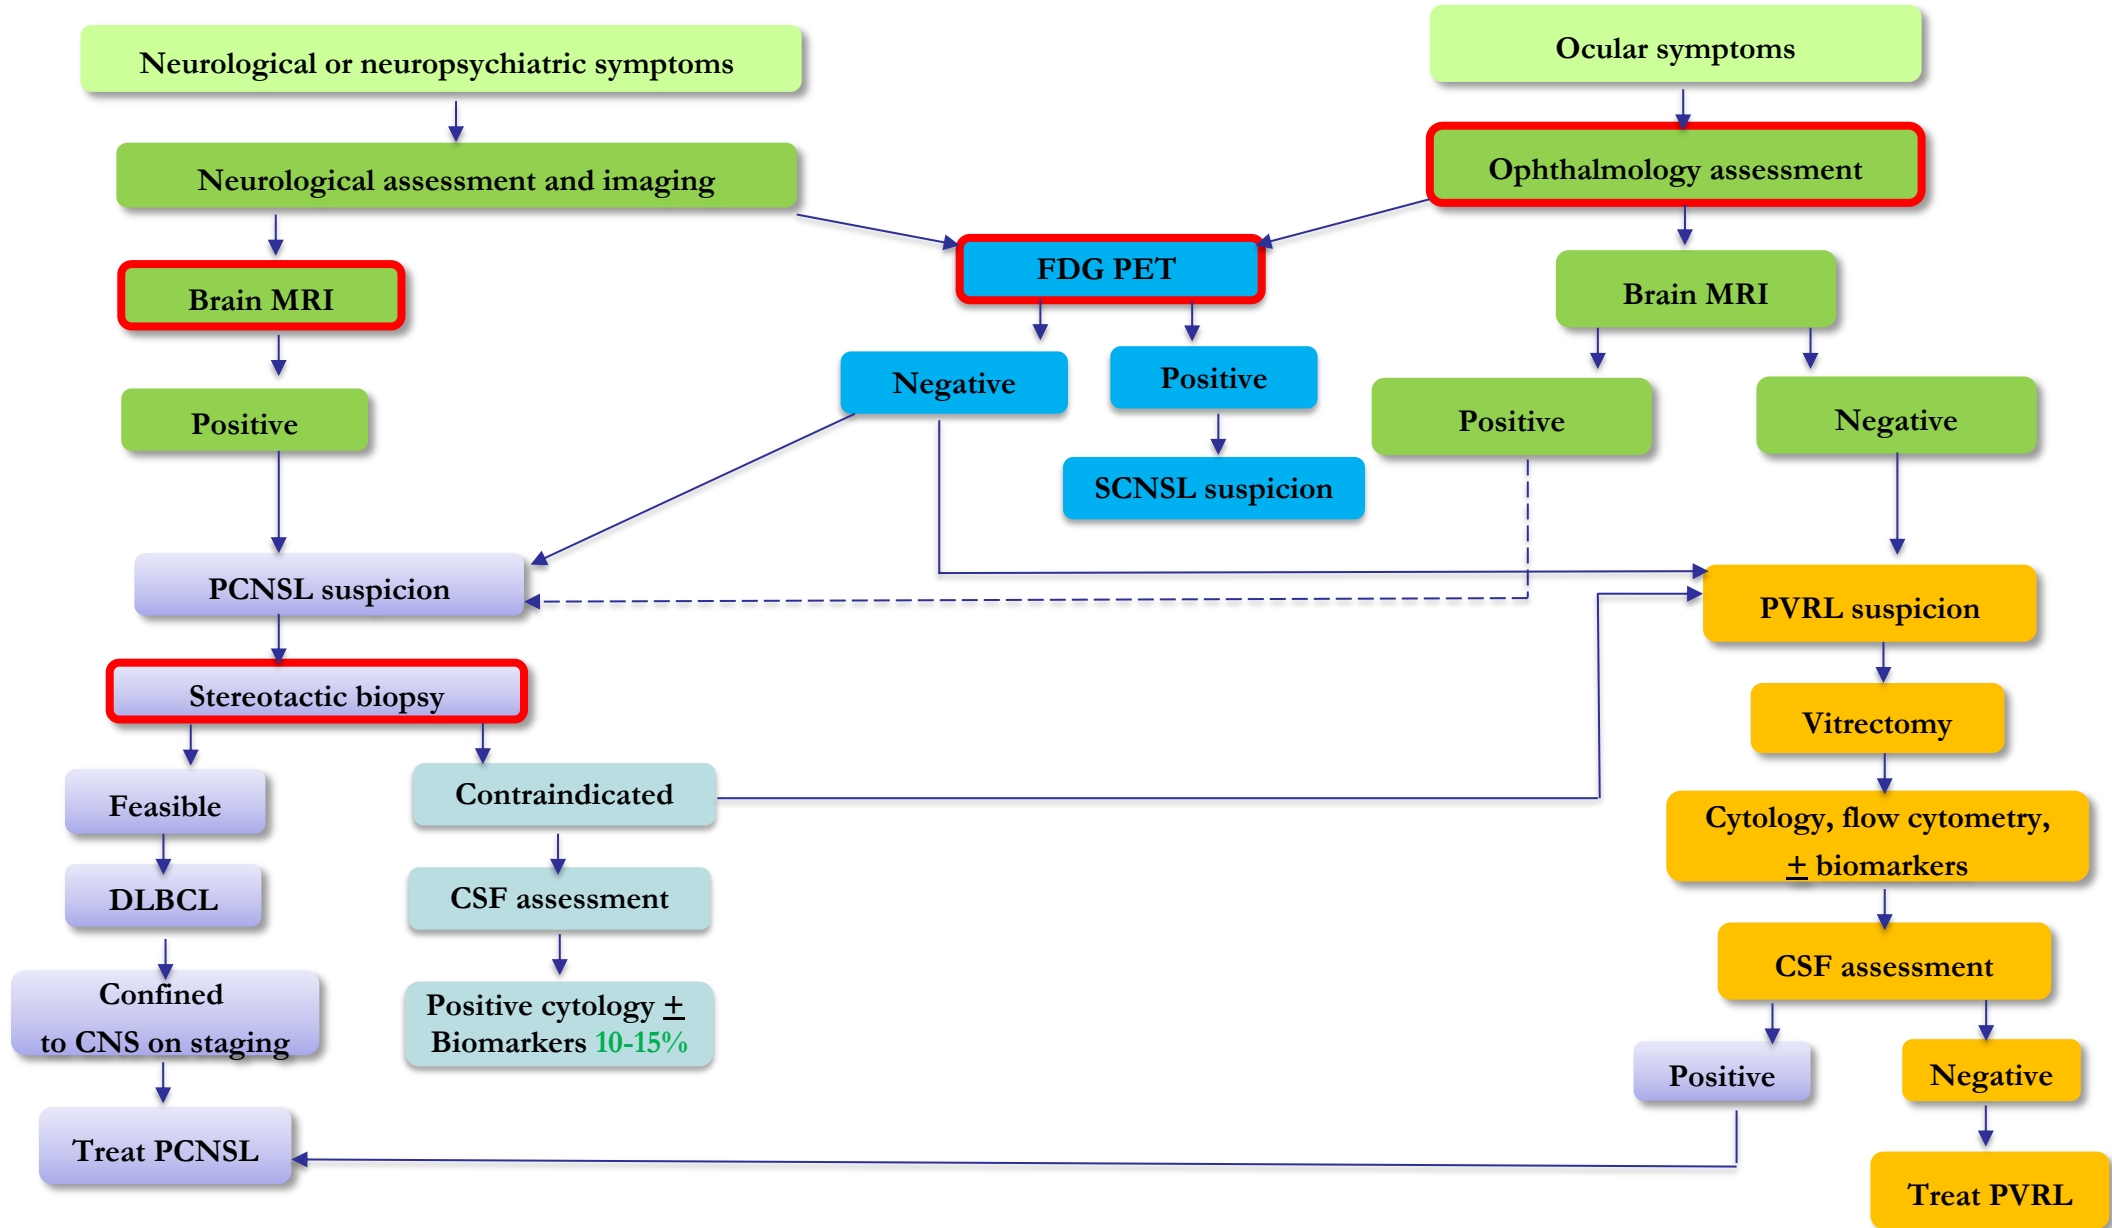 Neurological or neuropsychiatric symptoms
Ocular symptoms
Neurological assessment and imaging
Ophthalmology assessment
Brain MRI
FDG PET
Brain MRI
Positive
Negative
Positive
Positive
Negative
SCNSL suspicion
PCNSL suspicion
PVRL suspicion
Stereotactic biopsy
Vitrectomy
Feasible
Contraindicated
Cytology, flow cytometry,
± biomarkers
DLBCL
CSF assessment
CSF assessment
Confined
to CNS on staging
Positive cytology ±
Biomarkers 10-15%
Positive
Negative
Treat PCNSL
Treat PVRL